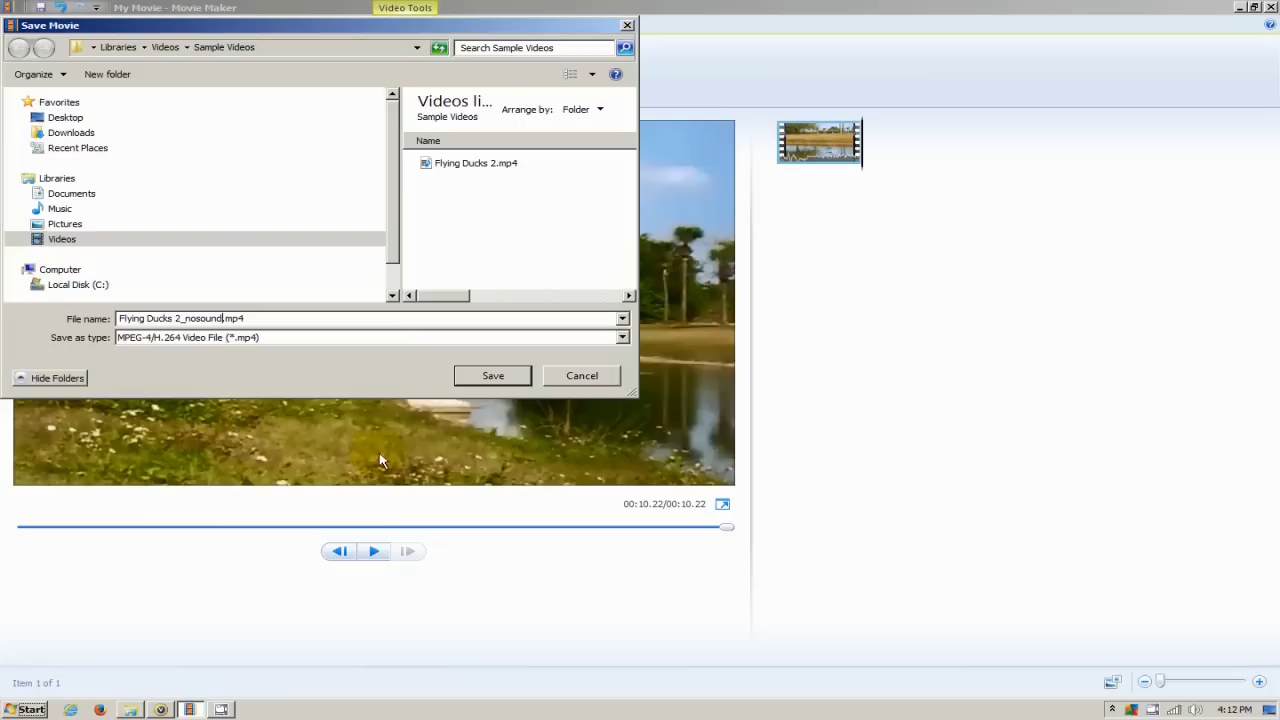 My Movie - Movie Maker
Video Tools
Save Movie
Libraries
Videos
Sample Videos
Search Sample Videos
Organize
New folder
Favorites
Desktop
Downloads
Recent Places
Libraries
Documents
Music
Pictures
Videos
Computer
Local Disk (C:)
Videos li...
Sample Videos
Arrange by: Folder
Name
Flying Ducks 2.mp4
File name: Flying Ducks 2_nosound.mp4
Save as type: MPEG-4/H.264 Video File (*.mp4)
Hide Folders
Save
Cancel
00:10.22/00:10.22
Item 1 of 1
Start
4:12 PM